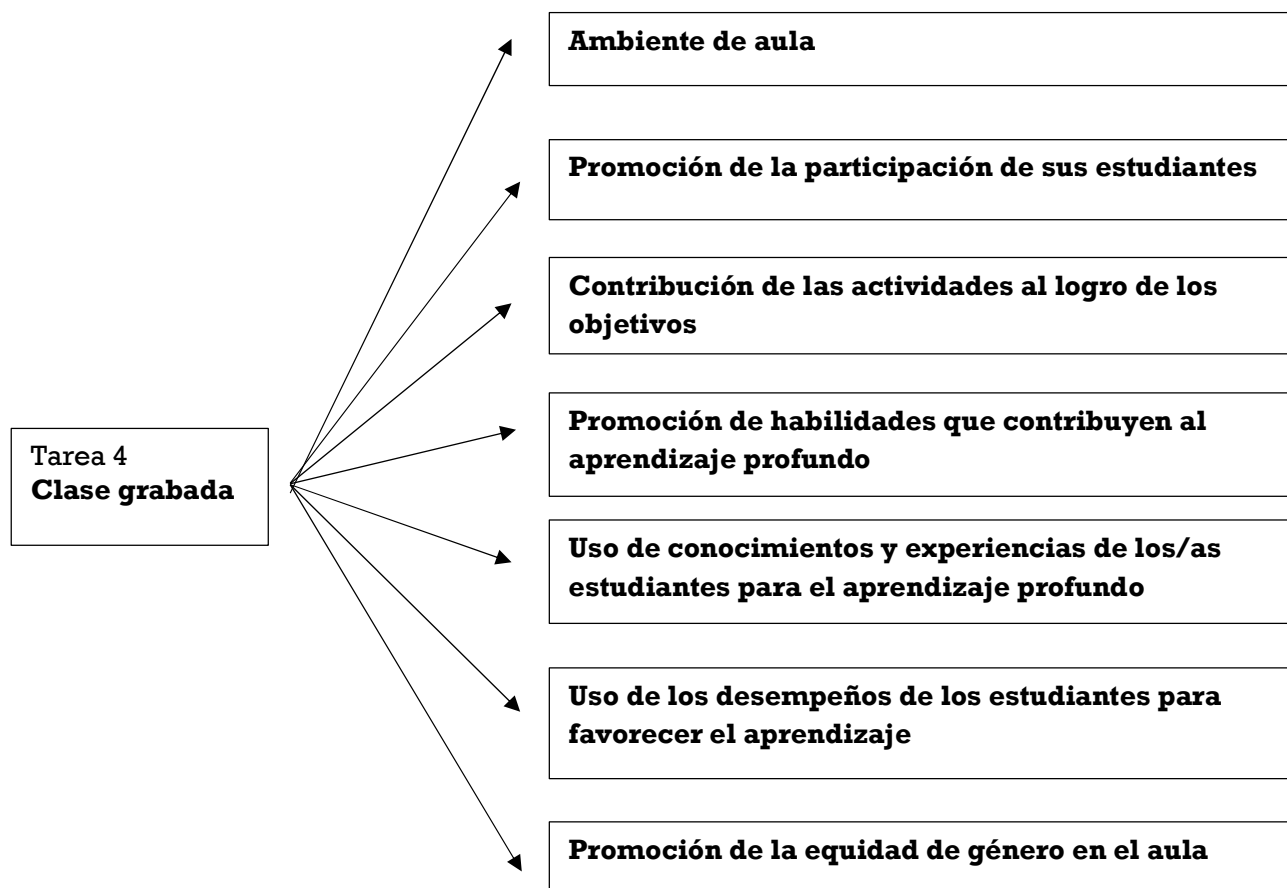 Ambiente de aula
Promoción de la participación de sus estudiantes
Contribución de las actividades al logro de los
objetivos
Promoción de habilidades que contribuyen al
aprendizaje profundo
Tarea 4
Clase grabada
Uso de conocimientos y experiencias de los/as
estudiantes para el aprendizaje profundo
Uso de los desempeños de los estudiantes para
favorecer el aprendizaje
Promoción de la equidad de género en el aula